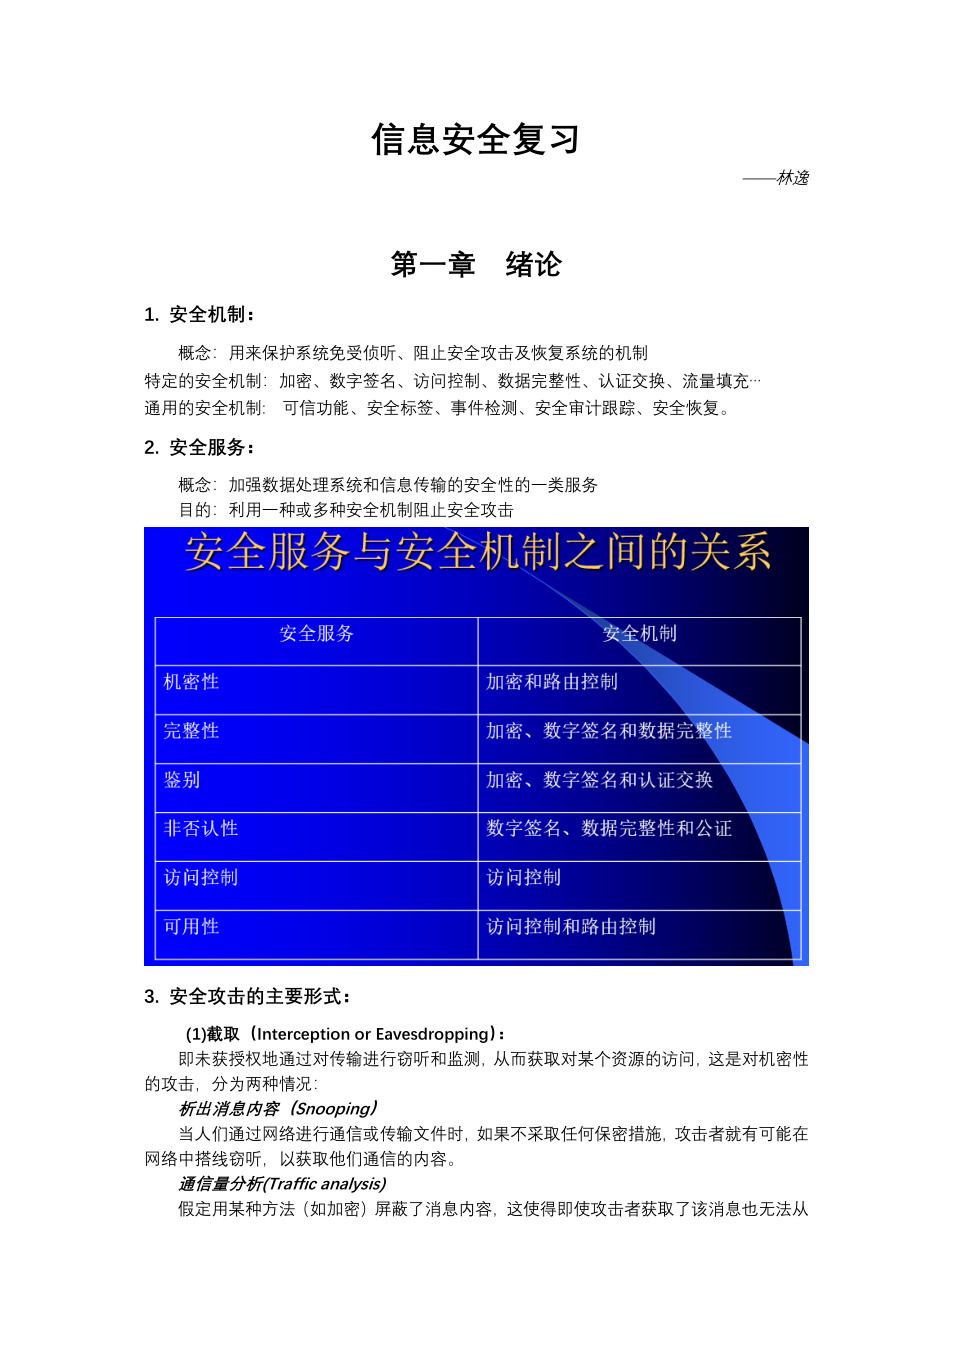 信息安全复习
——林逸
第一章 绪论
1. 安全机制：
概念：用来保护系统免受侦听、阻止安全攻击及恢复系统的机制
特定的安全机制：加密、数字签名、访问控制、数据完整性、认证交换、流量填充…
通用的安全机制: 可信功能、安全标签、事件检测、安全审计跟踪、安全恢复。
2. 安全服务：
概念：加强数据处理系统和信息传输的安全性的一类服务
目的：利用一种或多种安全机制阻止安全攻击
安全服务与安全机制之间的关系
安全服务 安全机制
机密性 加密和路由控制
完整性 加密、数字签名和数据完整性
鉴别 加密、数字签名和认证交换
非否认性 数字签名、数据完整性和公证
访问控制 访问控制
可用性 访问控制和路由控制
3. 安全攻击的主要形式：
(1)截取（Interception or Eavesdropping）：
即未获授权地通过对传输进行窃听和监测，从而获取对某个资源的访问，这是对机密性
的攻击，分为两种情况：
析出消息内容（Snooping）
当人们通过网络进行通信或传输文件时，如果不采取任何保密措施，攻击者就有可能在
网络中搭线窃听，以获取他们通信的内容。
通信量分析(Traffic analysis)
假定用某种方法（如加密）屏蔽了消息内容，这使得即使攻击者获取了该消息也无法从